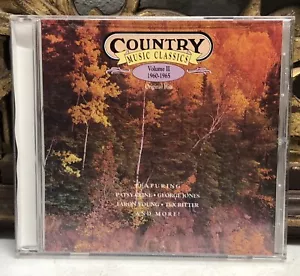 COUNTRY
MUSIC CLASSICS
Volume II
1960-1965
Original Hits
FEATURING
PATSY CLINE • GEORGE JONES
FARON YOUNG • TEX RITTER
AND MORE!